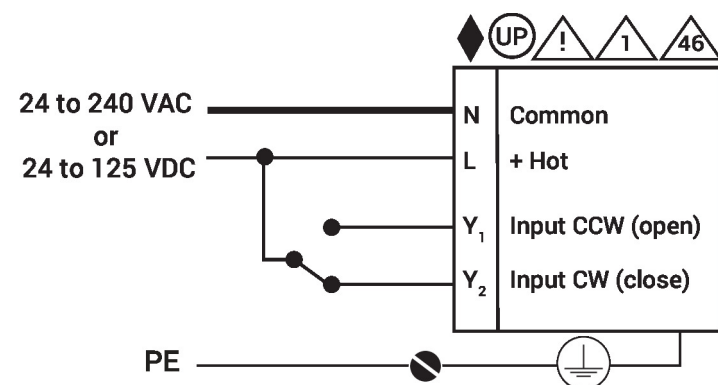 UP ! 1 46
24 to 240 VAC
or
24 to 125 VDC
N Common
L + Hot
Y1 Input CCW (open)
Y2 Input CW (close)
PE